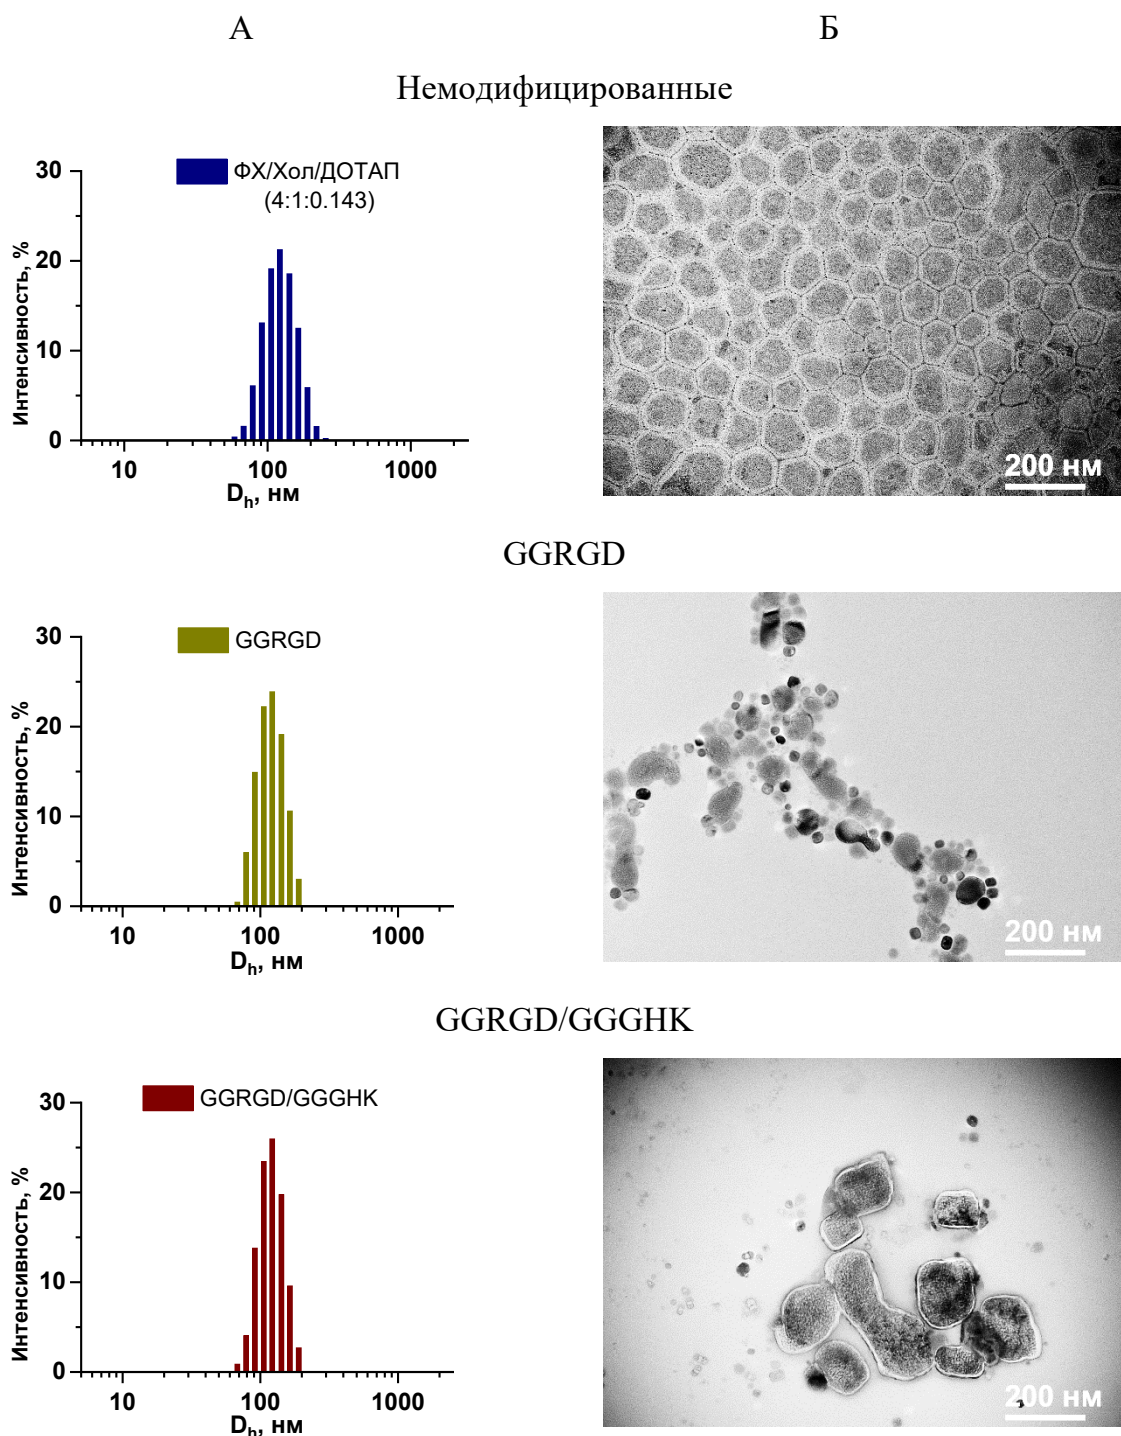 А
Б
Немодифицированные
ФХ/Хол/ДОТАП
(4:1:0.143)
Интенсивность, %
30
20
10
0
10
100
1000
Dₕ, нм
200 нм
GGRGD
GGRGD
Интенсивность, %
30
20
10
0
10
100
1000
Dₕ, нм
200 нм
GGRGD/GGGHK
GGRGD/GGGHK
Интенсивность, %
30
20
10
0
10
100
1000
Dₕ, нм
200 нм